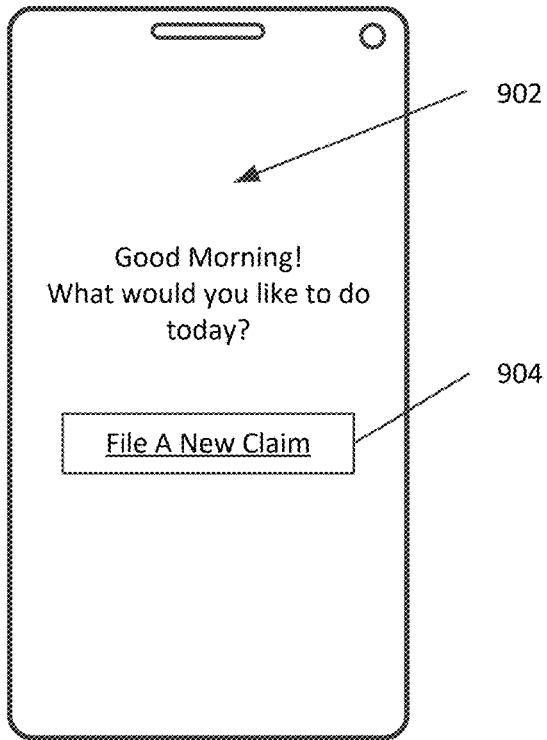 902
Good Morning!
What would you like to do
today?
904
File A New Claim